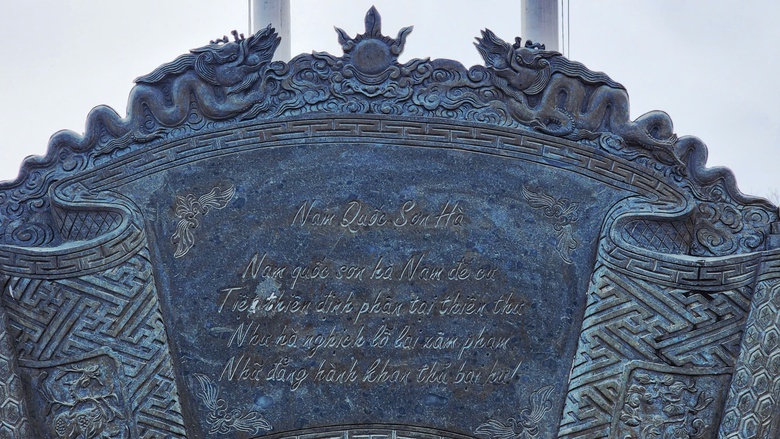 Nam Quốc Sơn Hà
Nam quốc sơn hà Nam đế cư
Tiệt nhiên định phận tại thiên thư
Như hà nghịch lỗ lai xâm phạm
Nhữ đẳng hành khan thủ bại hư!